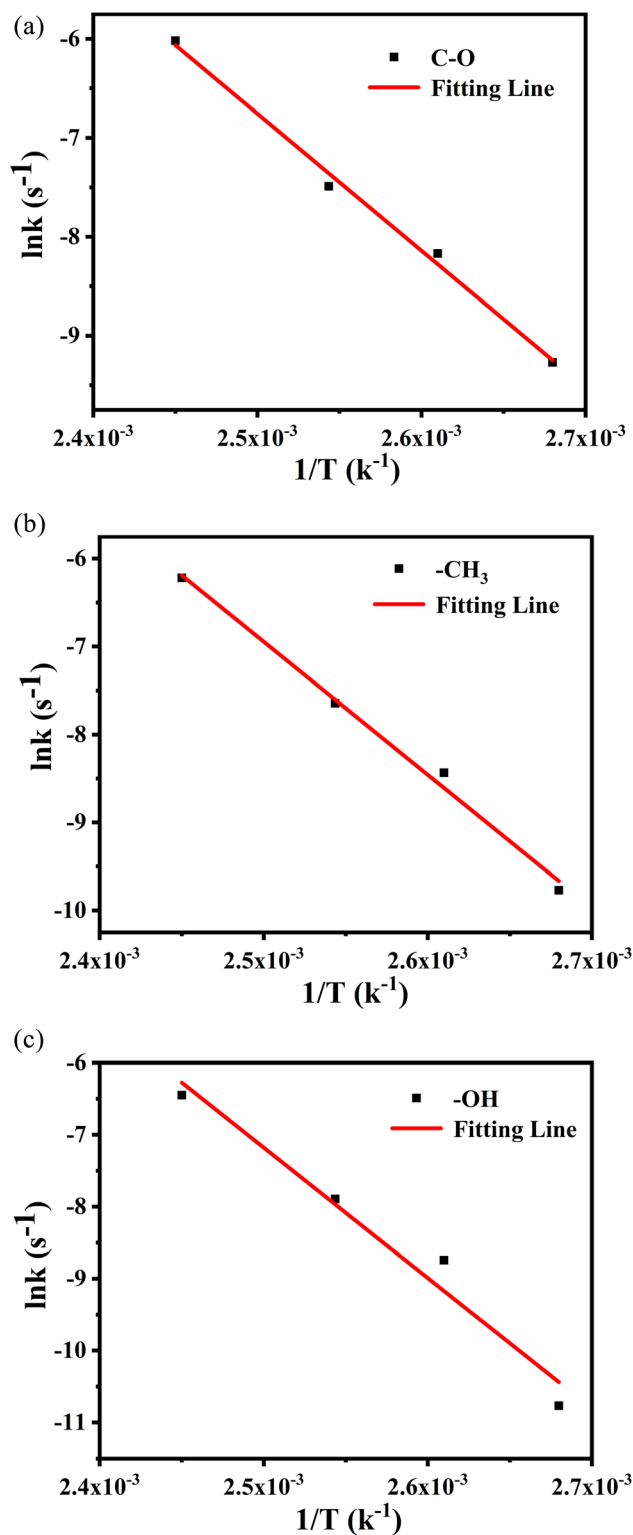 (a)
-6
-7
-8
-9
lnk (s⁻¹)
C-O
Fitting Line
2.4x10⁻³
2.5x10⁻³
2.6x10⁻³
2.7x10⁻³
1/T (k⁻¹)
(b)
-6
-7
-8
-9
-10
lnk (s⁻¹)
-CH₃
Fitting Line
2.4x10⁻³
2.5x10⁻³
2.6x10⁻³
2.7x10⁻³
1/T (k⁻¹)
(c)
-6
-7
-8
-9
-10
-11
lnk (s⁻¹)
-OH
Fitting Line
2.4x10⁻³
2.5x10⁻³
2.6x10⁻³
2.7x10⁻³
1/T (k⁻¹)